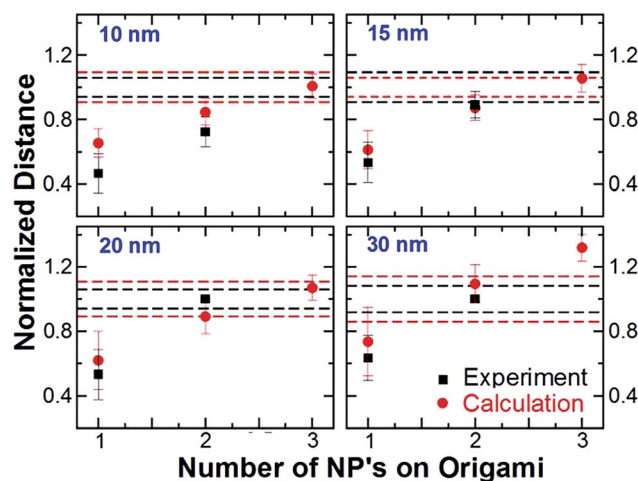 10 nm
15 nm
1.2
0.8
0.4
1.2
0.8
0.4
20 nm
30 nm
1.2
0.8
0.4
1.2
0.8
0.4
Normalized Distance
Experiment
Calculation
1 2 3
1 2 3
Number of NP's on Origami